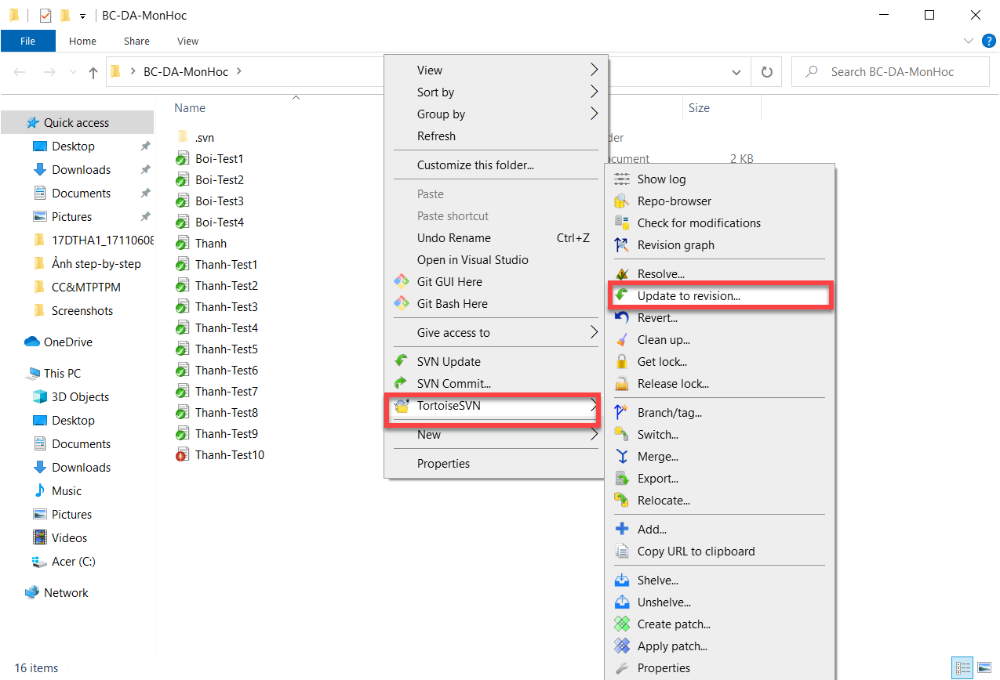 BC-DA-MonHoc
File Home Share View
BC-DA-MonHoc
Search BC-DA-MonHoc
Name
Size
Quick access
Desktop
Downloads
Documents
Pictures
17DTHA1_17110608
Ảnh step-by-step
CC&MTPTPM
Screenshots
OneDrive
This PC
3D Objects
Desktop
Documents
Downloads
Music
Pictures
Videos
Acer (C:)
Network
.svn
Boi-Test1
Boi-Test2
Boi-Test3
Boi-Test4
Thanh
Thanh-Test1
Thanh-Test2
Thanh-Test3
Thanh-Test4
Thanh-Test5
Thanh-Test6
Thanh-Test7
Thanh-Test8
Thanh-Test9
Thanh-Test10
der
ocument 2 KB
View
Sort by
Group by
Refresh
Customize this folder...
Paste
Paste shortcut
Undo Rename Ctrl+Z
Open in Visual Studio
Git GUI Here
Git Bash Here
Give access to
SVN Update
SVN Commit...
TortoiseSVN
New
Properties
Show log
Repo-browser
Check for modifications
Revision graph
Resolve...
Update to revision...
Revert...
Clean up...
Get lock...
Release lock...
Branch/tag...
Switch...
Merge...
Export...
Relocate...
Add...
Copy URL to clipboard
Shelve...
Unshelve...
Create patch...
Apply patch...
Properties
16 items